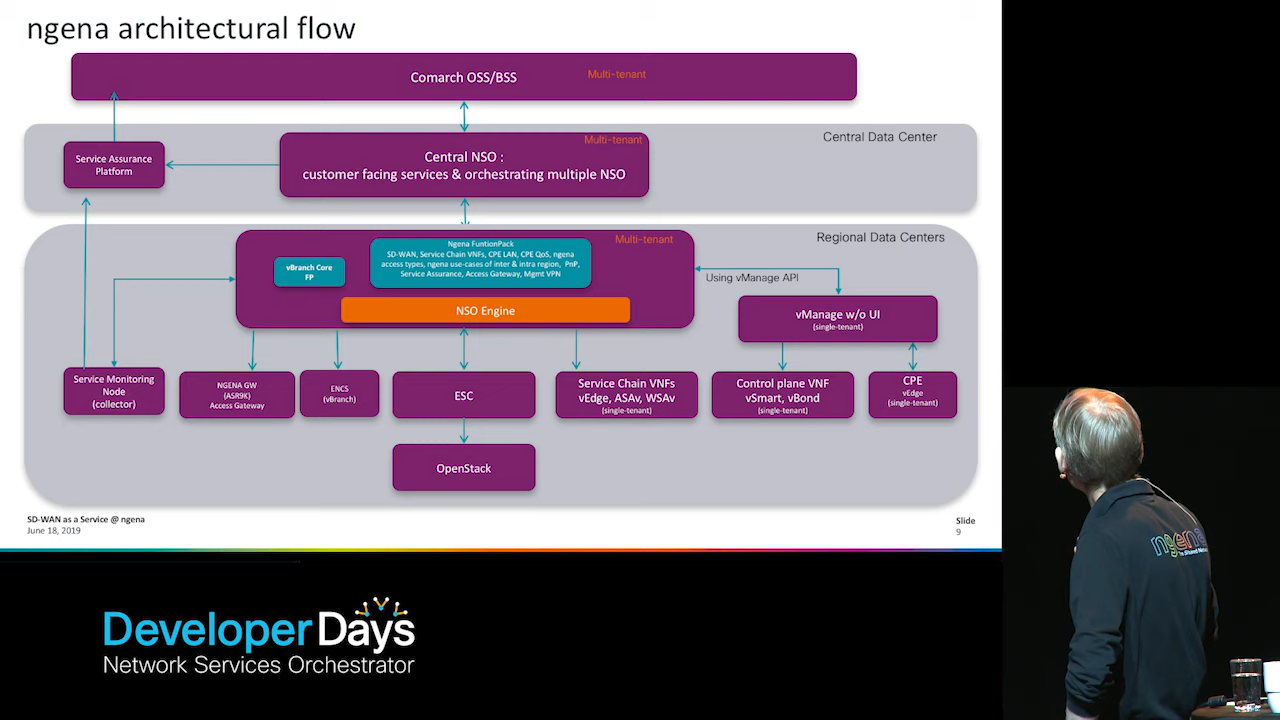 ngena architectural flow
Comarch OSS/BSS
Multi-tenant
Central Data Center
Multi-tenant
Service Assurance
Platform
Central NSO :
customer facing services & orchestrating multiple NSO
Regional Data Centers
Multi-tenant
vBranch Core
FP
Ngena FuntionPack
SD-WAN, Service Chain VNFs, CPE LAN, CPE QoS, ngena
access types, ngena use-cases of inter & intra region, PnP,
Service Assurance, Access Gateway, Mgmt VPN
NSO Engine
Using vManage API
vManage w/o UI
(single-tenant)
Service Monitoring
Node
(collector)
NGENA GW
(ASR9K)
Access Gateway
ENCS
(vBranch)
ESC
Service Chain VNFs
vEdge, ASAv, WSAv
(single-tenant)
Control plane VNF
vSmart, vBond
(single-tenant)
CPE
vEdge
(single-tenant)
OpenStack
SD-WAN as a Service @ ngena
June 18, 2019
Slide
9
DeveloperDays
Network Services Orchestrator
ngena